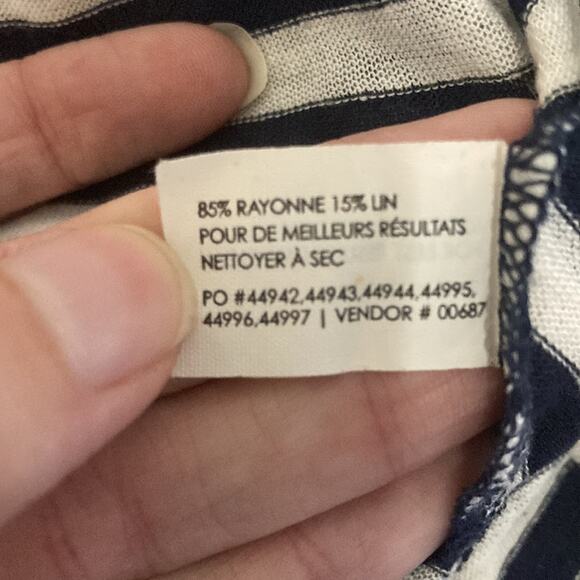 85% RAYONNE 15% LIN
POUR DE MEILLEURS RÉSULTATS
NETTOYER À SEC
PO #44942,44943,44944,44995,
44996,44997 | VENDOR # 00687